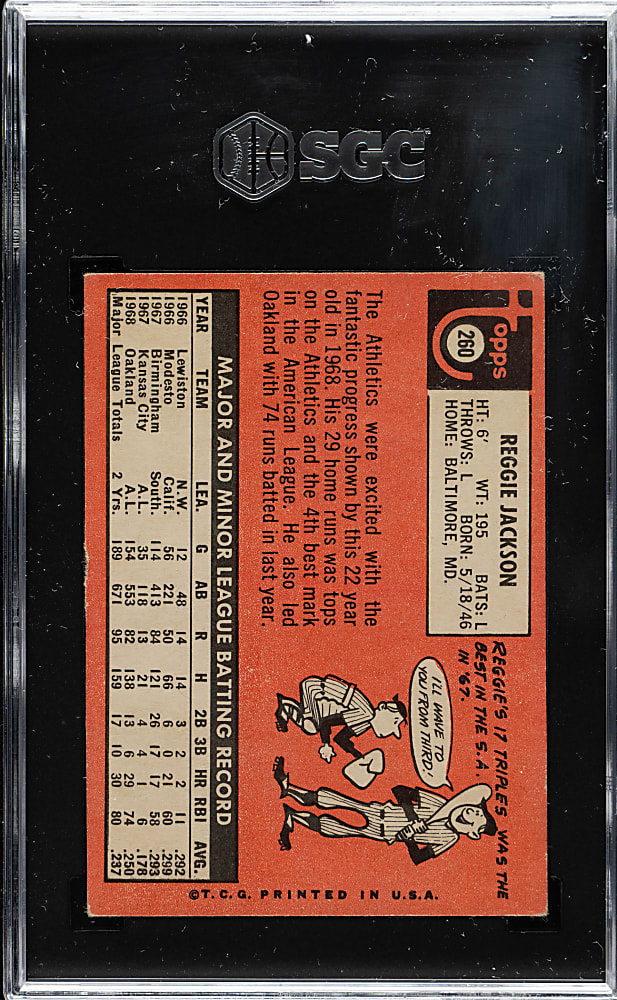 SGC
Topps
260
REGGIE JACKSON
HT: 6' WT: 195 BATS: L
THROWS: L BORN: 5/18/46
HOME: BALTIMORE, MD.
REGGIE'S 17 TRIPLES WAS THE
BEST IN THE S.A.
IN '67.
I'LL WAVE TO
YOU FROM THIRD!
The Athletics were excited with the
fantastic progress shown by this 22 year
old in 1968. His 29 home runs was tops
on the Athletics and the 4th best mark
in the American League. He also led
Oakland with 74 runs batted in last year.
MAJOR AND MINOR LEAGUE BATTING RECORD
YEAR TEAM LEA. G AB R H 2B 3B HR RBI AVG.
1966 Lewiston N.W. 12 48 14 14 3 2 2 11 .292
1966 Modesto Calif. 56 221 50 66 6 0 21 60 .299
1967 Birmingham South. 114 413 84 121 26 17 17 58 .293
1967 Kansas City A.L. 35 118 13 21 4 4 1 6 .178
1968 Oakland A.L. 154 553 82 138 13 6 29 74 .250
Major League Totals 2 Yrs. 189 671 95 159 17 10 30 80 .237
©T.C.G. PRINTED IN U.S.A.